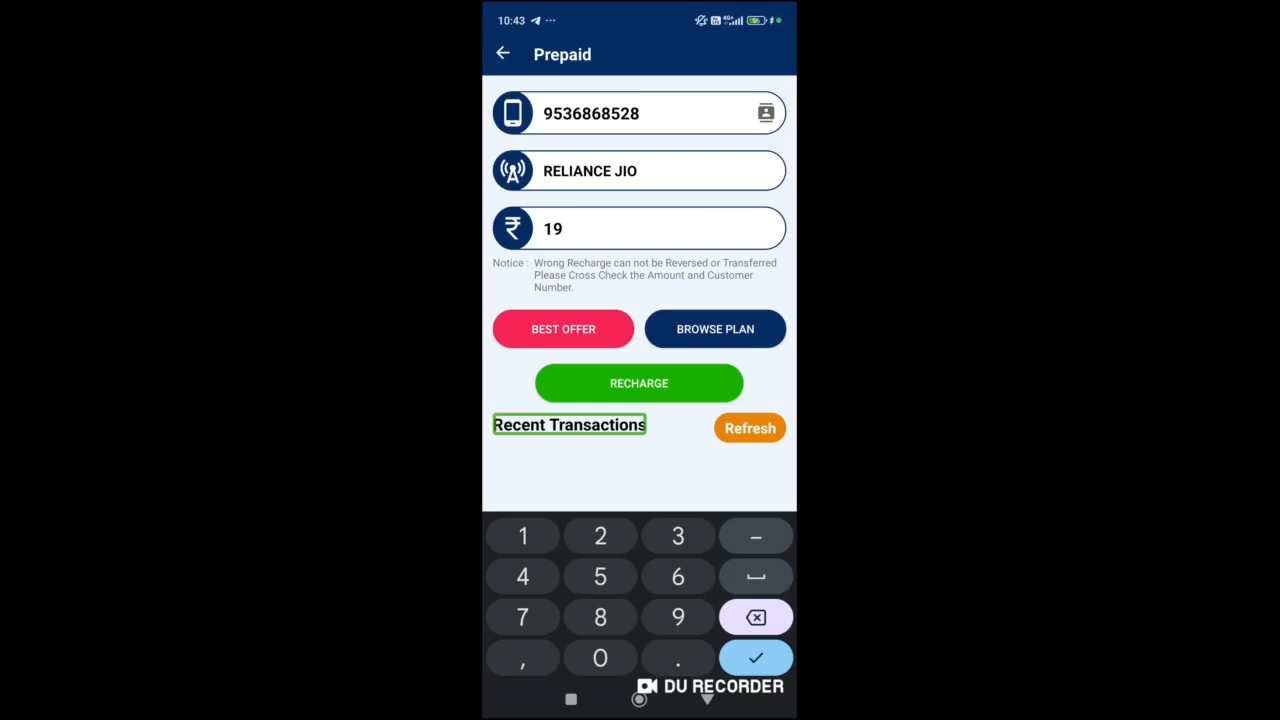 10:43
4G
56
Prepaid
9536868528
RELIANCE JIO
₹ 19
Notice : Wrong Recharge can not be Reversed or Transferred
Please Cross Check the Amount and Customer
Number.
BEST OFFER BROWSE PLAN
RECHARGE
Recent Transactions Refresh
1 2 3 –
4 5 6
7 8 9
, 0 .
DU RECORDER